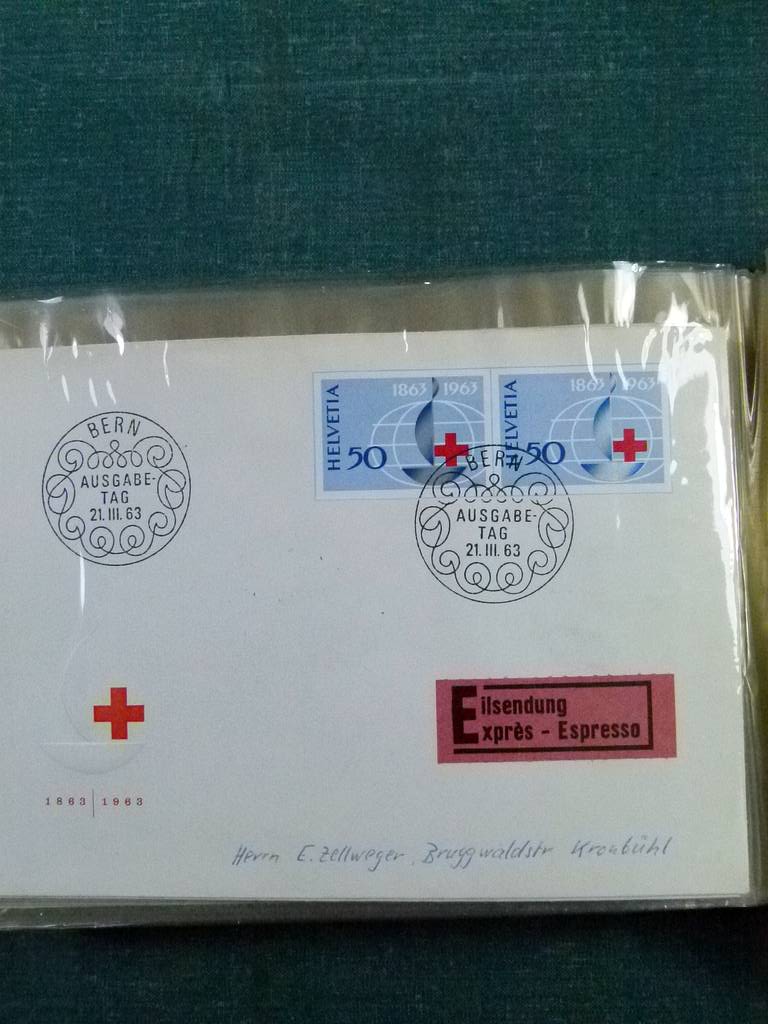 HELVETIA
1863 1963
50
HELVETIA
1863 1963
50
BERN
AUSGABE-
TAG
21. III. 63
BERN
AUSGABE-
TAG
21. III. 63
Eilsendung
Exprès - Espresso
1863 | 1963
Herrn E. Zellweger, Bruggwaldstr Kronbühl